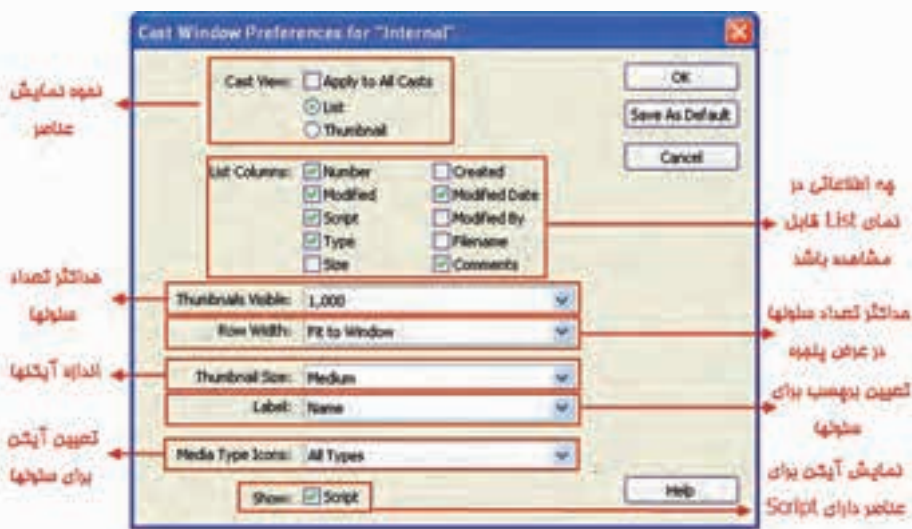 Cast Window Preferences for "Internal"
Cast View: Apply to All Casts
List
Thumbnail
OK
Save As Default
Cancel
نحوه نمایش
عناصر
List Columns: Number Created
Modified Modified Date
Script Modified By
Type Filename
Size Comments
چه اطلاعاتی در
نمای List قابل
مشاهده باشد
حداکثر تعداد
سلولها
Thumbnails Visible: 1,000
Row Width: Fit to Window
حداکثر تعداد سلولها
در عرض پنجره
اندازه آیکنها
Thumbnail Size: Medium
Label: Name
تعیین برچسب برای
سلولها
تعیین آیکن
برای سلولها
Media Type Icons: All Types
Show: Script
Help
نمایش آیکن برای
عناصر دارای Script